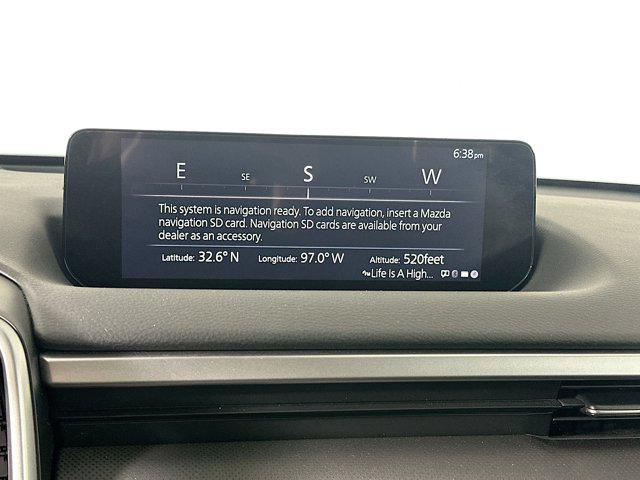 6:38pm
E SE S SW W
This system is navigation ready. To add navigation, insert a Mazda
navigation SD card. Navigation SD cards are available from your
dealer as an accessory.
Latitude: 32.6° N Longitude: 97.0° W Altitude: 520feet
Life Is A High...